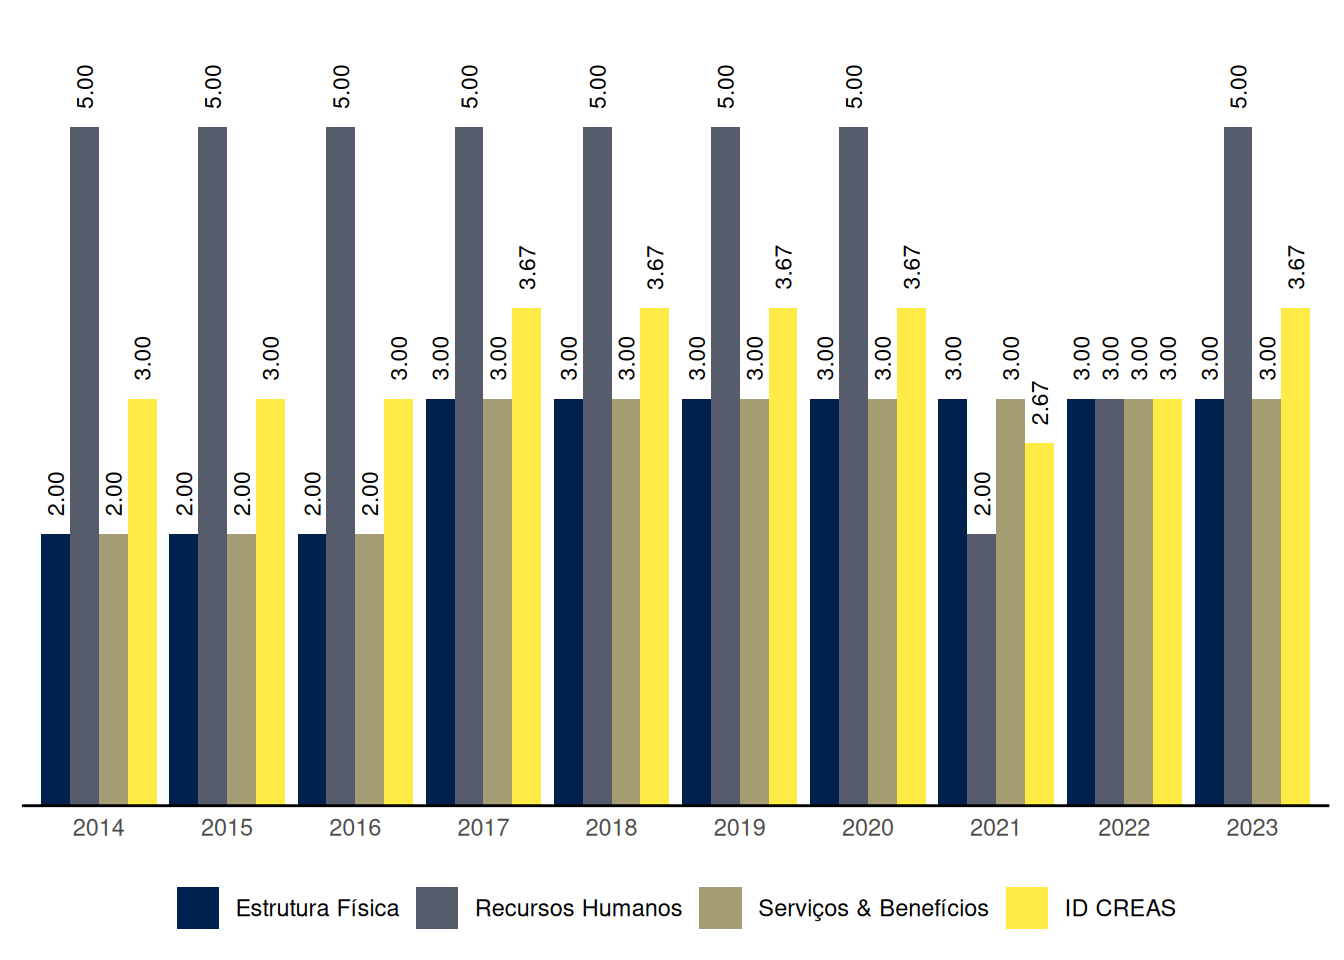 5.00 5.00 5.00 5.00 5.00 5.00 5.00 5.00
3.67 3.67 3.67 3.67 3.67
3.00 3.00 3.00 3.00 3.00 3.00 3.00 3.00 3.00 3.00 3.00 3.00 3.00 3.00 3.00 3.00 3.00 3.00 3.00
2.67
2.00 2.00 2.00 2.00 2.00 2.00 2.00
2014 2015 2016 2017 2018 2019 2020 2021 2022 2023
Estrutura Física Recursos Humanos Serviços & Benefícios ID CREAS